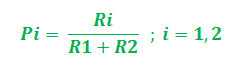 Pi = Ri / R1 + R2 ; i = 1,2